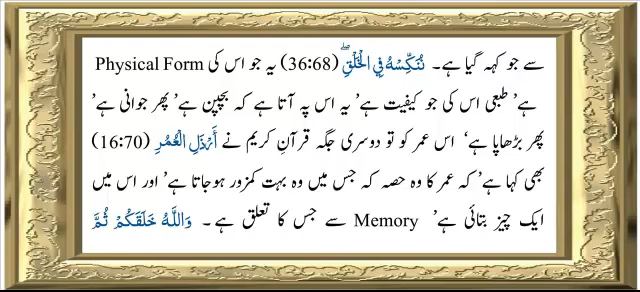 سے جو کہہ گیا ہے۔ نُنَكِّسْهُ فِي الْخَلْقِ ۖ (36:68) یہ جو اس کی Physical Form
ہے’ طبعی اس کی جو کیفیت ہے’ یہ اس پہ آتا ہے کہ بچپن ہے’ پھر جوانی ہے’
پھر بڑھاپا ہے’ اس عمر کو تو دوسری جگہ قرآنِ کریم نے أَرْذَلِ الْعُمُرِ (16:70)
بھی کہا ہے’ کہ عمر کا وہ حصہ کہ جس میں وہ بہت کمزور ہوجاتا ہے’ اور اس میں
ایک چیز بتائی ہے’ Memory سے جس کا تعلق ہے۔ وَاللَّهُ خَلَقَكُمْ ثُمَّ